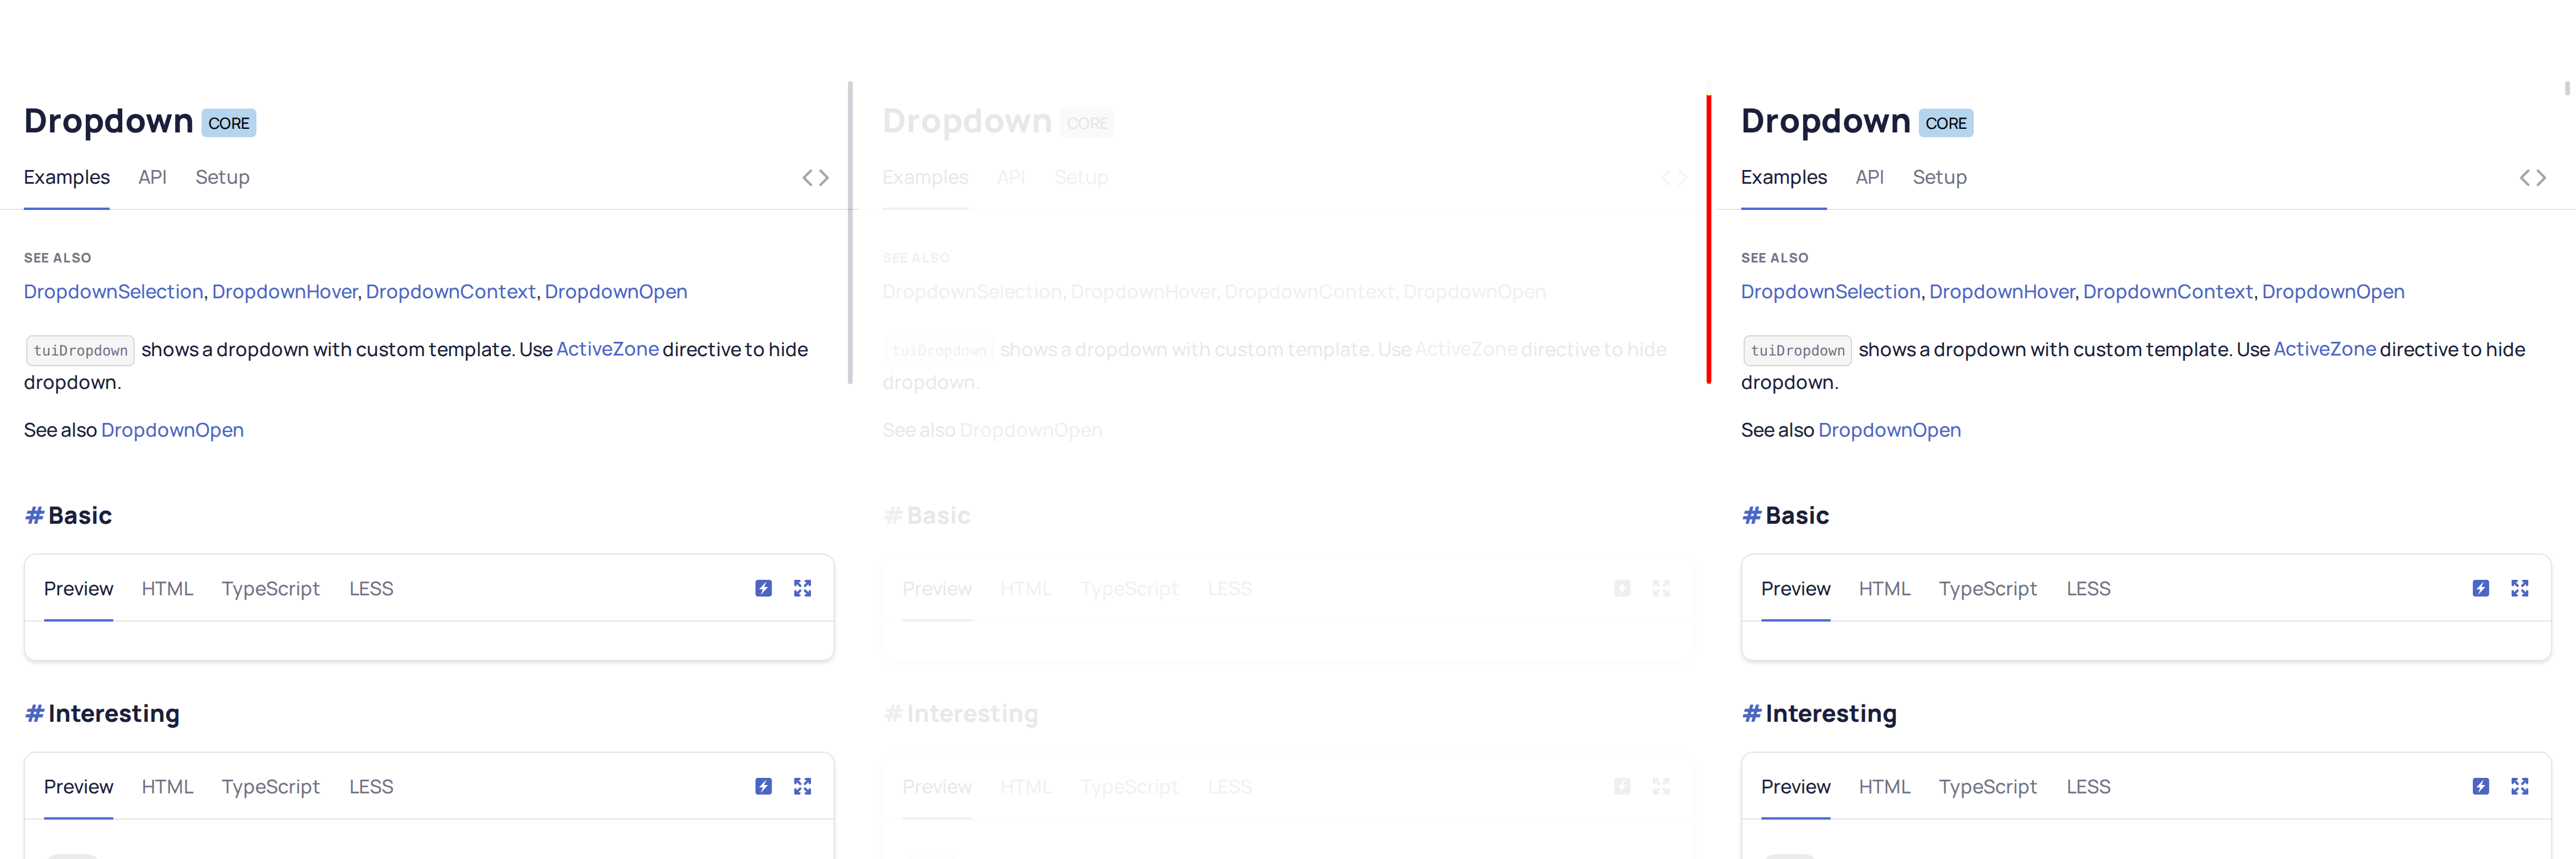 Dropdown CORE
Examples API Setup
SEE ALSO
DropdownSelection, DropdownHover, DropdownContext, DropdownOpen
tuiDropdown shows a dropdown with custom template. Use ActiveZone directive to hide
dropdown.
See also DropdownOpen
# Basic
Preview HTML TypeScript LESS
# Interesting
Preview HTML TypeScript LESS
Dropdown CORE
Examples API Setup
SEE ALSO
DropdownSelection, DropdownHover, DropdownContext, DropdownOpen
tuiDropdown shows a dropdown with custom template. Use ActiveZone directive to hide
dropdown.
See also DropdownOpen
# Basic
Preview HTML TypeScript LESS
# Interesting
Preview HTML TypeScript LESS
Dropdown CORE
Examples API Setup
SEE ALSO
DropdownSelection, DropdownHover, DropdownContext, DropdownOpen
tuiDropdown shows a dropdown with custom template. Use ActiveZone directive to hide
dropdown.
See also DropdownOpen
# Basic
Preview HTML TypeScript LESS
# Interesting
Preview HTML TypeScript LESS